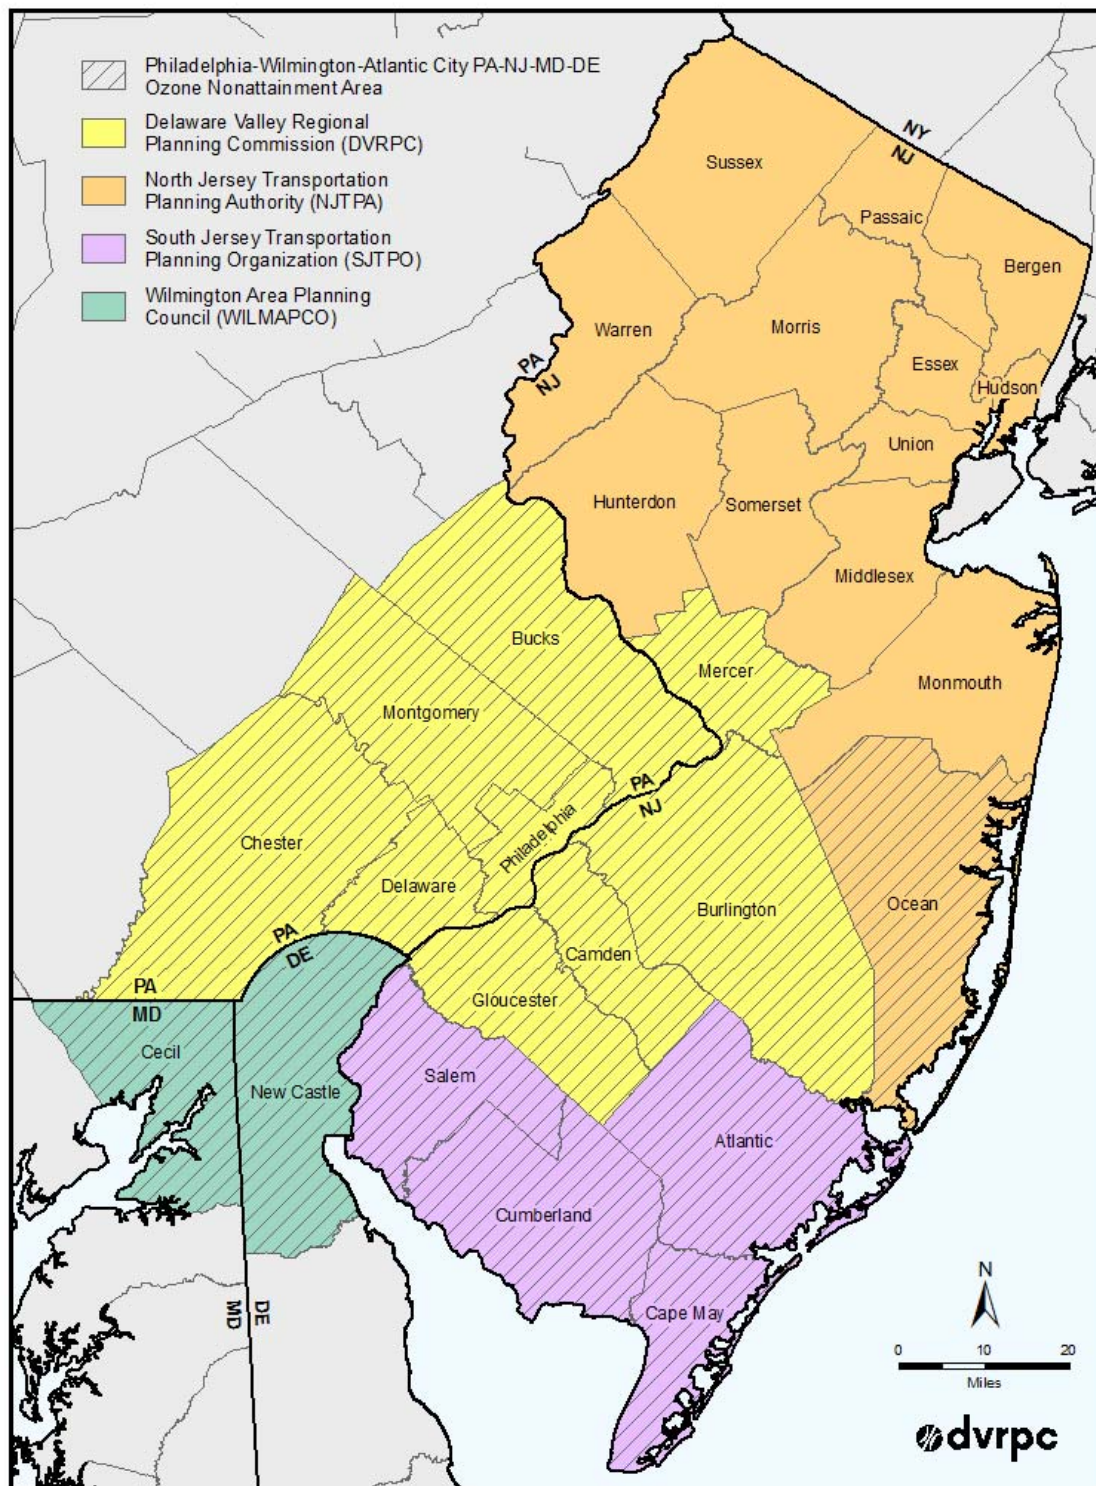 Philadelphia-Wilmington-Atlantic City PA-NJ-MD-DE
Ozone Nonattainment Area
Delaware Valley Regional
Planning Commission (DVRPC)
North Jersey Transportation
Planning Authority (NJTPA)
South Jersey Transportation
Planning Organization (SJTPO)
Wilmington Area Planning
Council (WILMAPCO)
NY
NJ
Sussex
Passaic
Bergen
Warren
Morris
PA
NJ
Essex
Hudson
Union
Hunterdon
Somerset
Middlesex
Bucks
Mercer
Monmouth
Montgomery
PA
NJ
Philadelphia
Chester
Delaware
Ocean
Burlington
PA
DE
Camden
PA
MD
Gloucester
Cecil
New Castle
Salem
Atlantic
Cumberland
MD
DE
Cape May
N
0 10 20
Miles
dvrpc